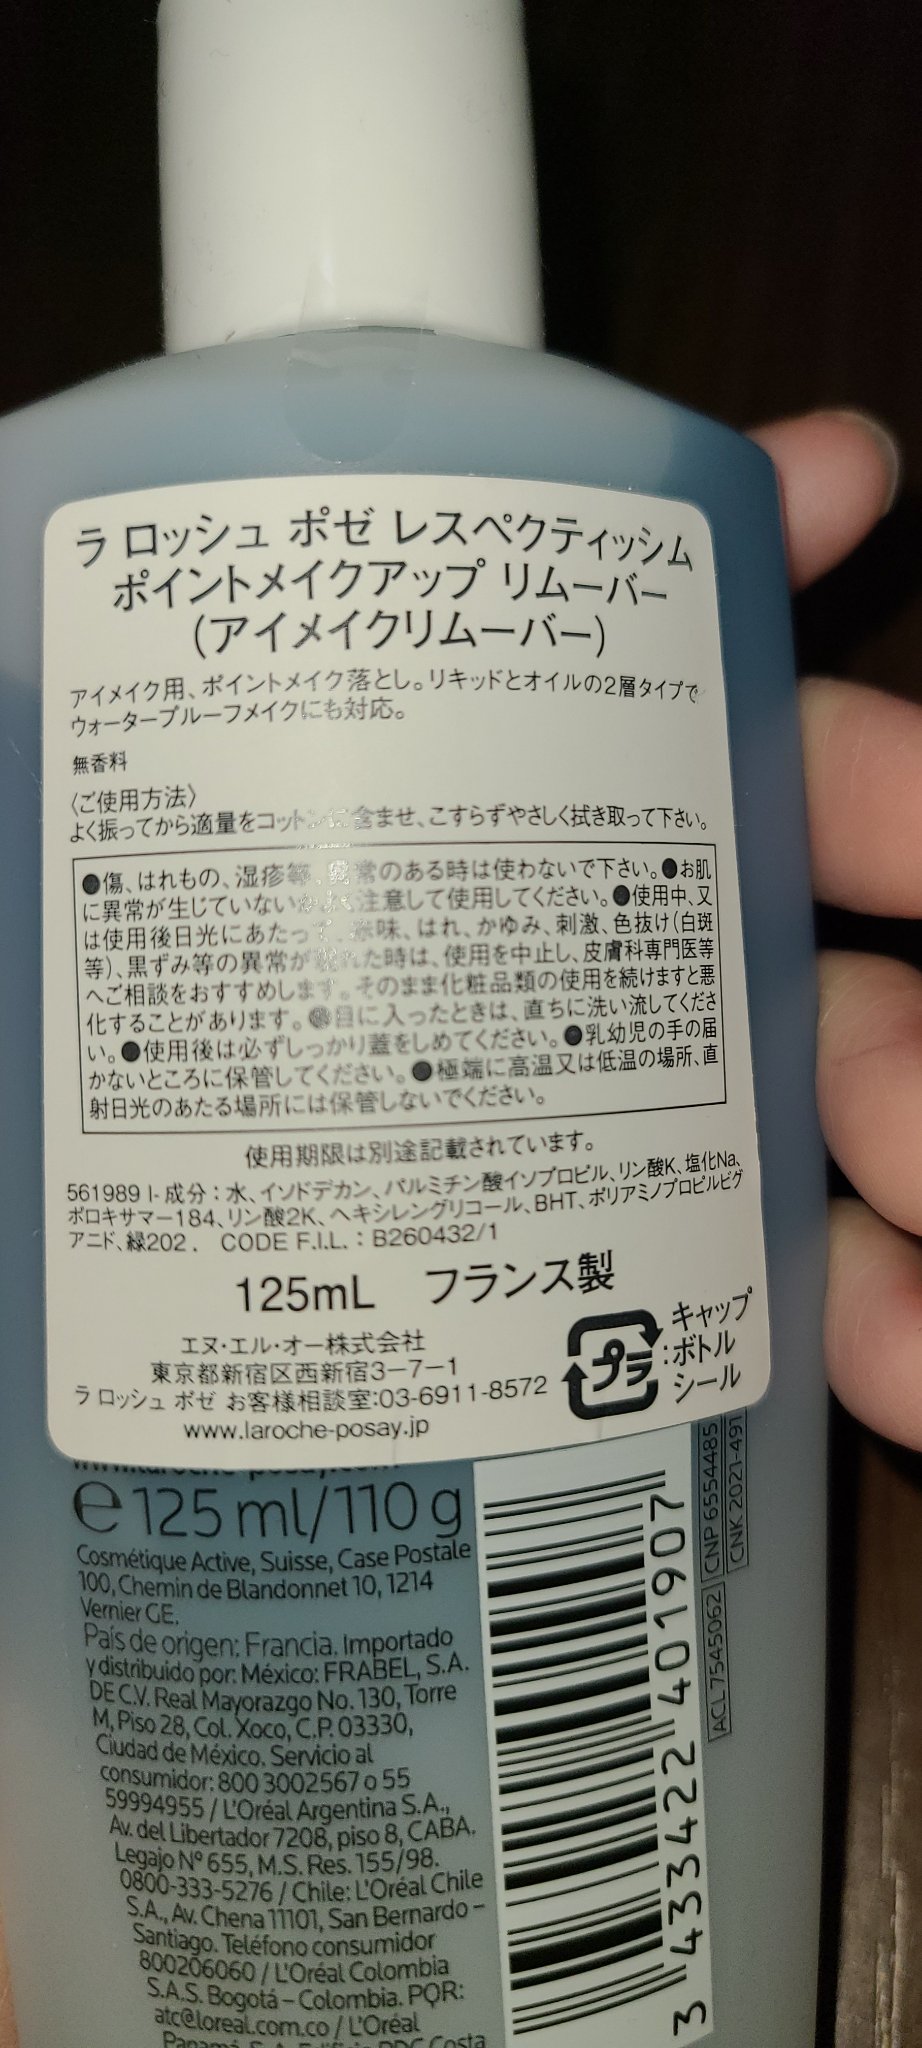 ラ ロッシュ ポゼ レスペクティッシム
ポイントメイクアップ リムーバー
(アイメイクリムーバー)
アイメイク用、ポイントメイク落とし。リキッドとオイルの2層タイプで
ウォータープルーフメイクにも対応。
無香料
〈ご使用方法〉
よく振ってから適量をコットンに含ませ、こすらずやさしく拭き取って下さい。
●傷、はれもの、湿疹等、異常のある時は使わないで下さい。●お肌
に異常が生じていないかよく注意して使用してください。●使用中、又
は使用後日光にあたって、赤味、はれ、かゆみ、刺激、色抜け(白斑
等)、黒ずみ等の異常が現れた時は、使用を中止し、皮膚科専門医等
へご相談をおすすめします。そのまま化粧品類の使用を続けますと悪
化することがあります。●目に入ったときは、直ちに洗い流してくださ
い。●使用後は必ずしっかり蓋をしめてください。●乳幼児の手の届
かないところに保管してください。●極端に高温又は低温の場所、直
射日光のあたる場所には保管しないでください。
使用期限は別途記載されています。
561989 I- 成分：水、イソドデカン、パルミチン酸イソプロピル、リン酸K、塩化Na、
ポロキサマー184、リン酸2K、ヘキシレングリコール、BHT、ポリアミノプロピルビグ
アニド、緑202 . CODE F.I.L. : B260432/1
125mL フランス製
エヌ・エル・オー株式会社
東京都新宿区西新宿3-7-1
ラ ロッシュ ポゼ お客様相談室:03-6911-8572
www.laroche-posay.jp
プラ
:
キャップ
ボトル
シール
www.laroche-posay.com
e 125 ml/110 g
Cosmétique Active, Suisse, Case Postale
100, Chemin de Blandonnet 10, 1214
Vernier GE.
País de origen: Francia. Importado
y distribuido por: México: FRABEL, S.A.
DE C.V. Real Mayorazgo No. 130, Torre
M, Piso 28, Col. Xoco, C.P. 03330,
Ciudad de México. Servicio al
consumidor: 800 3002567 o 55
59994955 / L'Oréal Argentina S.A.,
Av. del Libertador 7208, piso 8, CABA.
Legajo Nº 655, M.S. Res. 155/98.
0800-333-5276 / Chile: L'Oréal Chile
S.A., Av. Chena 11101, San Bernardo –
Santiago. Teléfono consumidor
800206060 / L'Oréal Colombia
S.A.S. Bogotá – Colombia. PQR:
atc@loreal.com.co / L'Oréal
3 433422 401907
ACL 7545062
CNP 6554485
CNK 2021-491